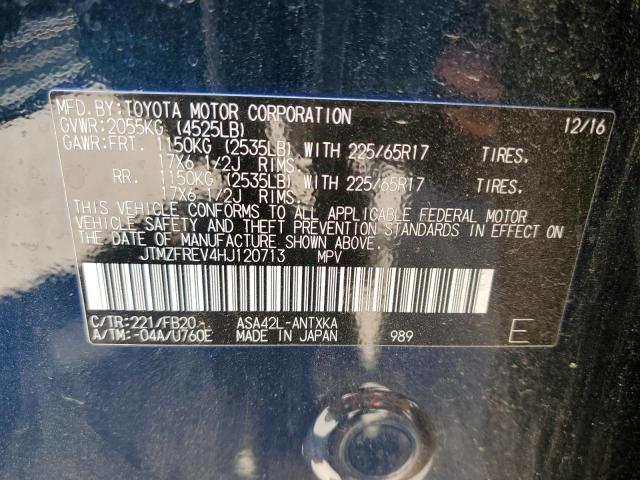 MFD.BY:TOYOTA MOTOR CORPORATION 12/16
GVWR:2055KG (4525LB)
GAWR:FRT. 1150KG (2535LB) WITH 225/65R17 TIRES.
17X6 1/2J RIMS.
RR. 1150KG (2535LB) WITH 225/65R17 TIRES.
17X6 1/2J RIMS.
THIS VEHICLE CONFORMS TO ALL APPLICABLE FEDERAL MOTOR
VEHICLE SAFETY AND THEFT PREVENTION STANDARDS IN EFFECT ON
THE DATE OF MANUFACTURE SHOWN ABOVE.
JTMZFREV4HJ120713 MPV
C/TR:221/FB20 ASA42L-ANTXKA
A/TM:-04A/U760E MADE IN JAPAN 989 E